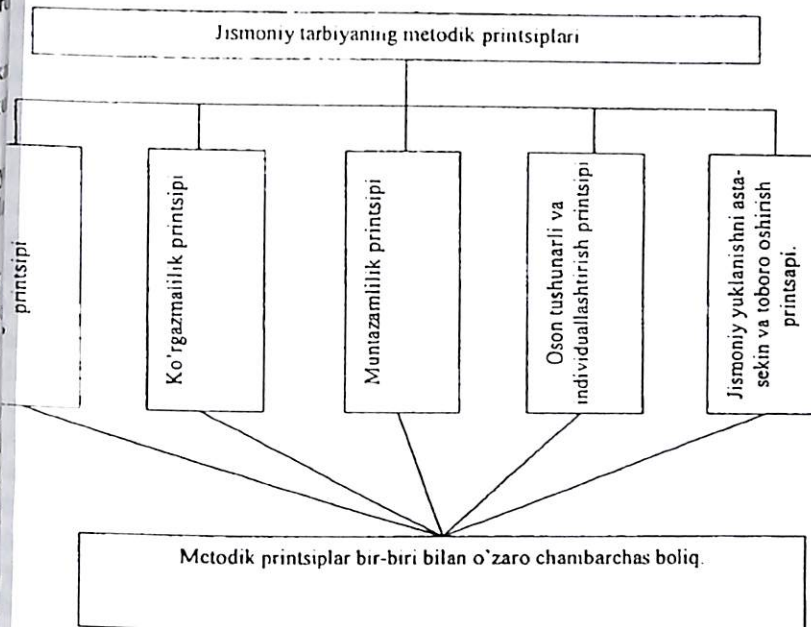 Jismoniy tarbiyaning metodik printsiplari
printsipi
Ko'rgazmalilik printsipi
Muntazamlilik printsipi
Oson tushunarli va
individuallashtirish printsipi
Jismoniy yuklanishni asta-
sekin va toboro oshirish
printsapi.
Metodik printsiplar bir-biri bilan o`zaro chambarchas boliq.